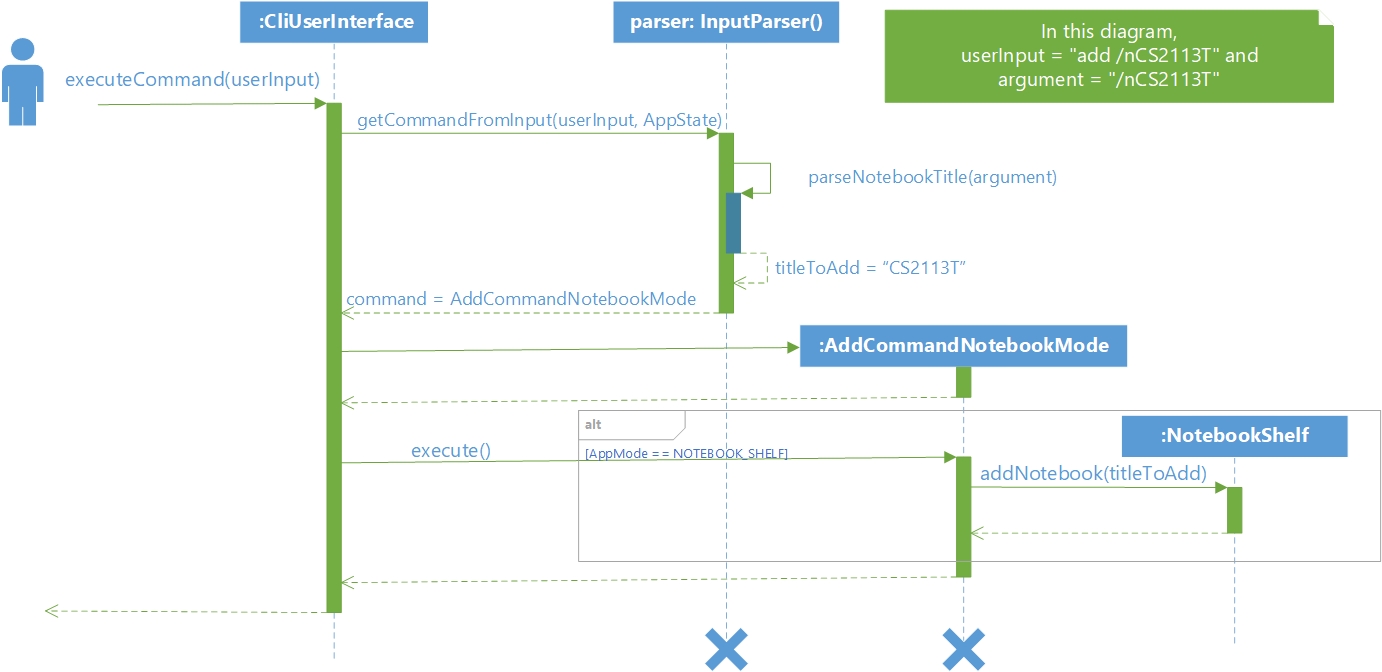 :CliUserInterface
parser: InputParser()
In this diagram,
userInput = "add /nCS2113T" and
argument = "/nCS2113T"
executeCommand(userInput)
getCommandFromInput(userInput, AppState)
parseNotebookTitle(argument)
titleToAdd = “CS2113T”
command = AddCommandNotebookMode
:AddCommandNotebookMode
alt
:NotebookShelf
execute()
[AppMode == NOTEBOOK_SHELF]
addNotebook(titleToAdd)